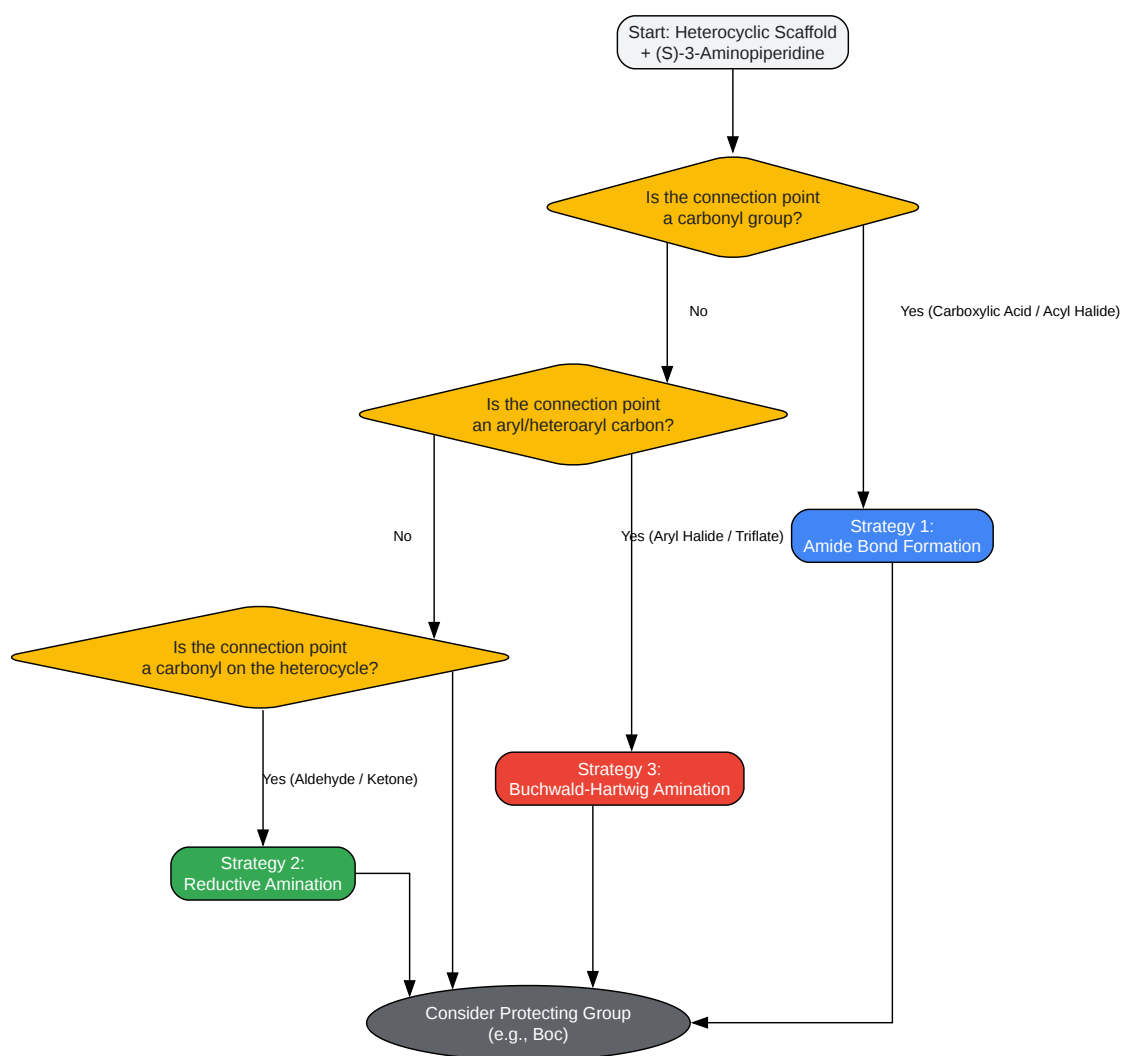 Start: Heterocyclic Scaffold
+ (S)-3-Aminopiperidine
Is the connection point
a carbonyl group?
No
Yes (Carboxylic Acid / Acyl Halide)
Is the connection point
an aryl/heteroaryl carbon?
No
Yes (Aryl Halide / Triflate)
Strategy 1:
Amide Bond Formation
Is the connection point
a carbonyl on the heterocycle?
Yes (Aldehyde / Ketone)
Strategy 3:
Buchwald-Hartwig Amination
Strategy 2:
Reductive Amination
Consider Protecting Group
(e.g., Boc)